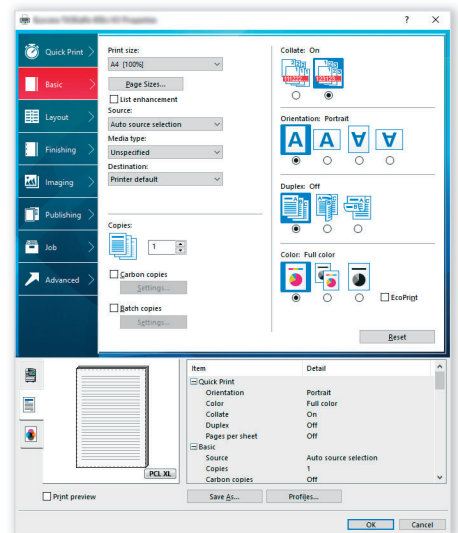 ? X
Quick Print
Basic
Layout
Finishing
Imaging
Publishing
Job
Advanced
Print size:
A4 [100%]
Page Sizes...
List enhancement
Source:
Auto source selection
Media type:
Unspecified
Destination:
Printer default
Copies:
1
Carbon copies
Settings...
Batch copies
Settings...
Collate: On
Orientation: Portrait
A A A A
Duplex: Off
Color: Full color
EcoPrint
Reset
PCL XL
Print preview
Item Detail
Quick Print
Orientation Portrait
Color Full color
Collate On
Duplex Off
Pages per sheet Off
Basic
Source Auto source selection
Copies 1
Carbon copies Off
Save As... Profiles...
OK Cancel